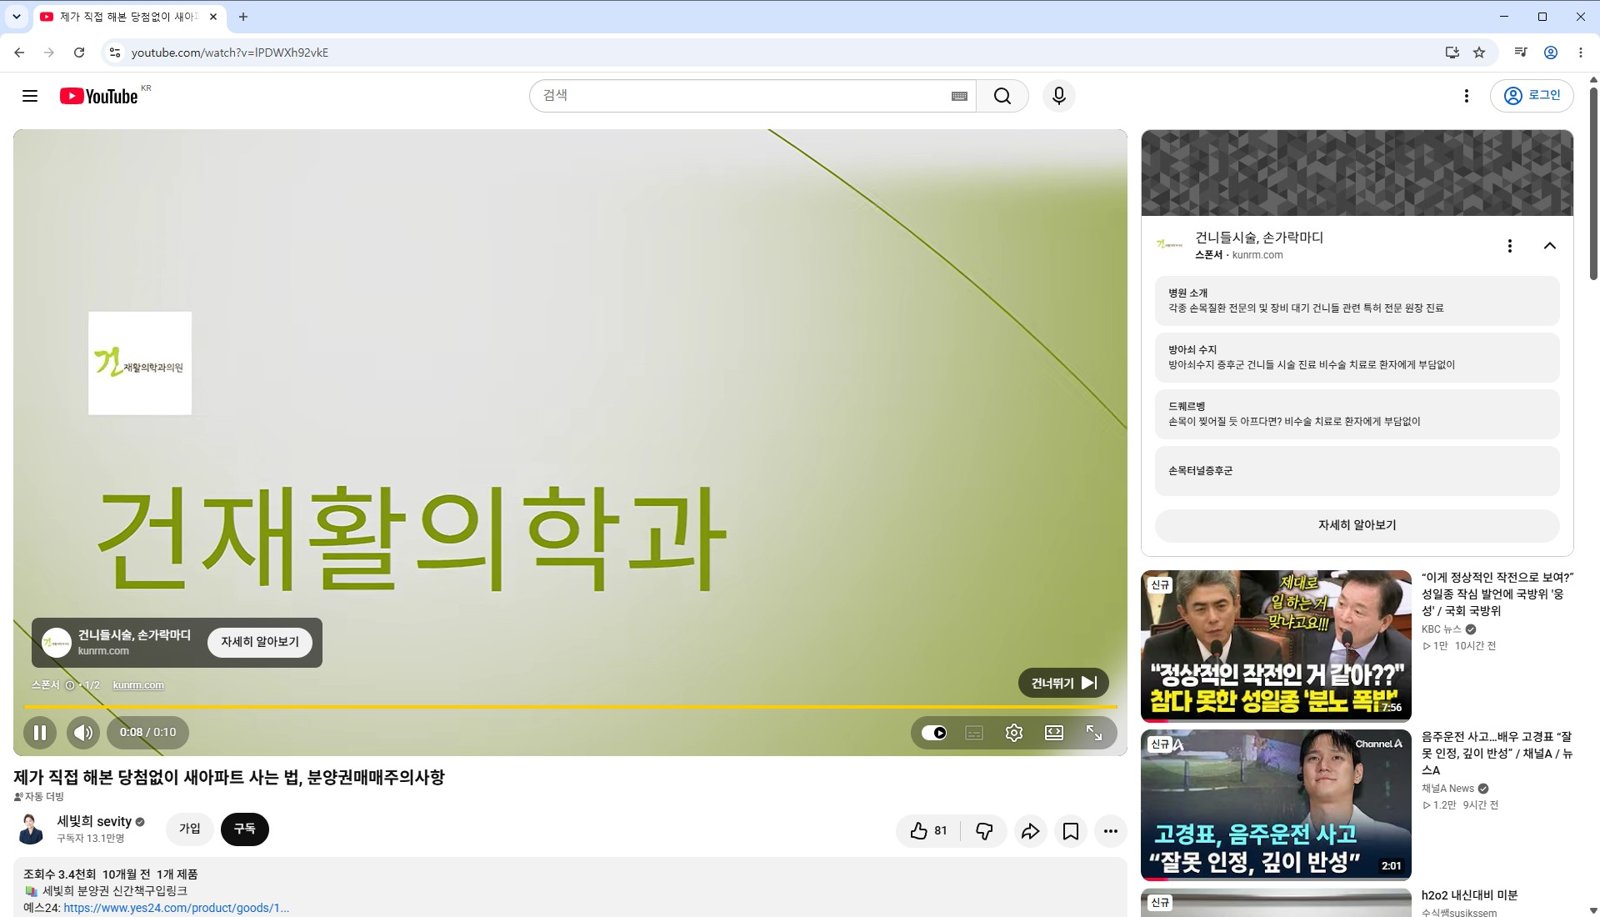 제가 직접 해본 당첨없이 새아파
youtube.com/watch?v=lPDWXh92vkE
YouTube KR
검색
로그인
건재활의학과의원
건재활의학과
건니들시술, 손가락마디
kunrm.com
자세히 알아보기
스폰서 · 1/2 kunrm.com
건너뛰기
0:08 / 0:10
제가 직접 해본 당첨없이 새아파트 사는 법, 분양권매매주의사항
자동 더빙
세빛희 sevity
구독자 13.1만명
가입
구독
81
조회수 3.4천회 10개월 전 1개 제품
세빛희 분양권 신간책구입링크
예스24: https://www.yes24.com/product/goods/1...
건니들시술, 손가락마디
스폰서 · kunrm.com
병원 소개
각종 손목질환 전문의 및 장비 대기 건니들 관련 특허 전문 원장 진료
방아쇠 수지
방아쇠수지 증후군 건니들 시술 진료 비수술 치료로 환자에게 부담없이
드퀘르벵
손목이 찢어질 듯 아프다면? 비수술 치료로 환자에게 부담없이
손목터널증후군
자세히 알아보기
신규
제대로
일 하는 거
맞냐고요!!!
“정상적인 작전인 거 같아??”
참다 못한 성일종 ‘분노 폭발’
7:56
“이게 정상적인 작전으로 보여?”
성일종 작심 발언에 국방위 '웅
성' / 국회 국방위
KBC 뉴스
1만 10시간 전
신규
Channel A
고경표, 음주운전 사고
“잘못 인정, 깊이 반성”
2:01
음주운전 사고…배우 고경표 “잘
못 인정, 깊이 반성” / 채널A / 뉴
스A
채널A News
1.2만 9시간 전
신규
h2o2 내신대비 미분
수식쌤susikssem